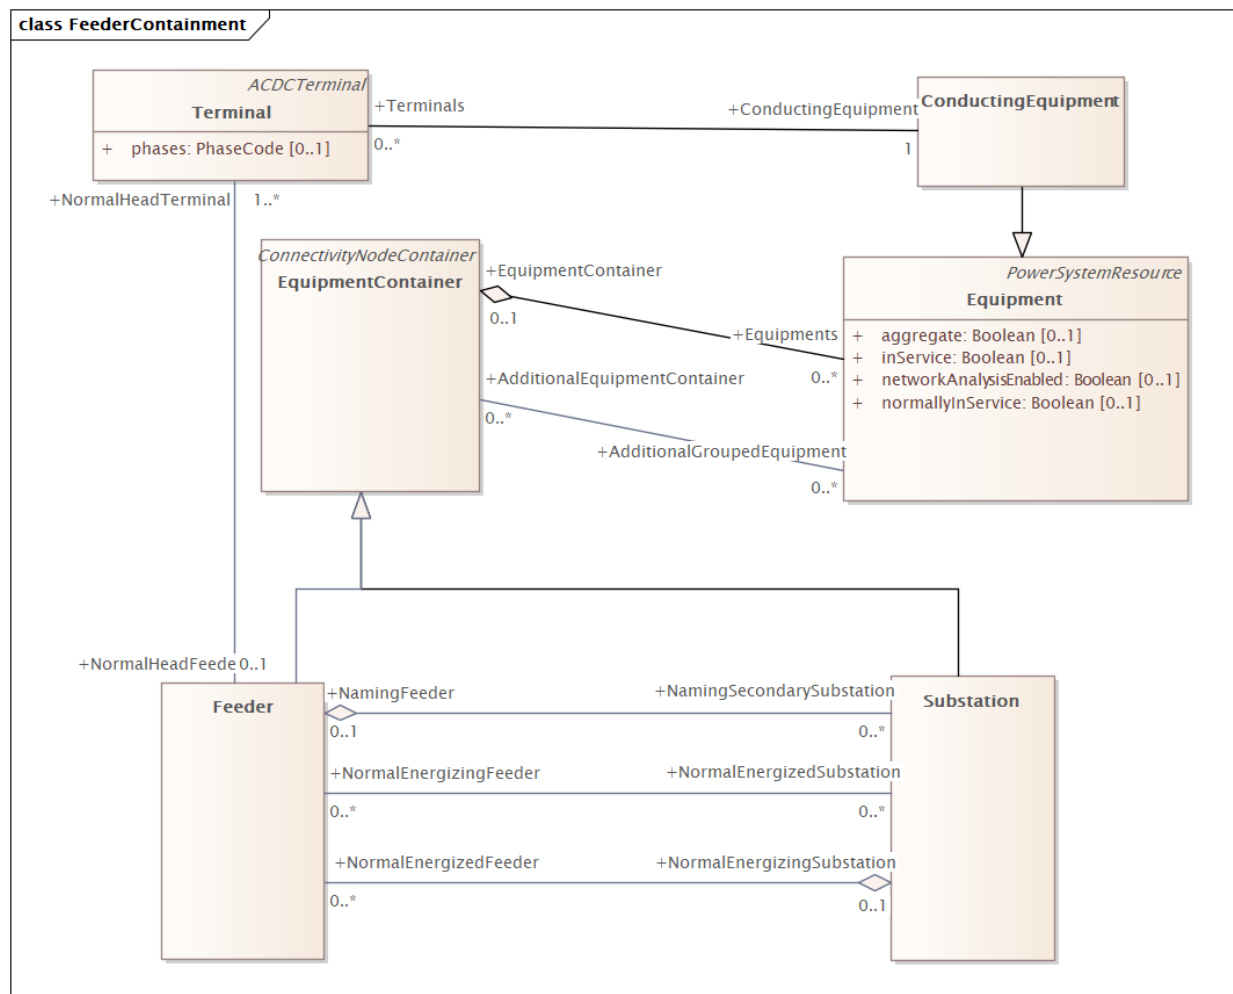 class FeederContainment
ACDCTerminal
Terminal
+ phases: PhaseCode [0..1]
+Terminals
0..*
+ConductingEquipment
1
ConductingEquipment
+NormalHeadTerminal
1..*
ConnectivityNodeContainer
EquipmentContainer
+EquipmentContainer
0..1
+Equipments
0..*
PowerSystemResource
Equipment
+ aggregate: Boolean [0..1]
+ inService: Boolean [0..1]
+ networkAnalysisEnabled: Boolean [0..1]
+ normallyInService: Boolean [0..1]
+AdditionalEquipmentContainer
0..*
+AdditionalGroupedEquipment
0..*
+NormalHeadFeede
0..1
Feeder
+NamingFeeder
0..1
+NamingSecondarySubstation
0..*
Substation
+NormalEnergizingFeeder
0..*
+NormalEnergizedSubstation
0..*
+NormalEnergizedFeeder
0..*
+NormalEnergizingSubstation
0..1